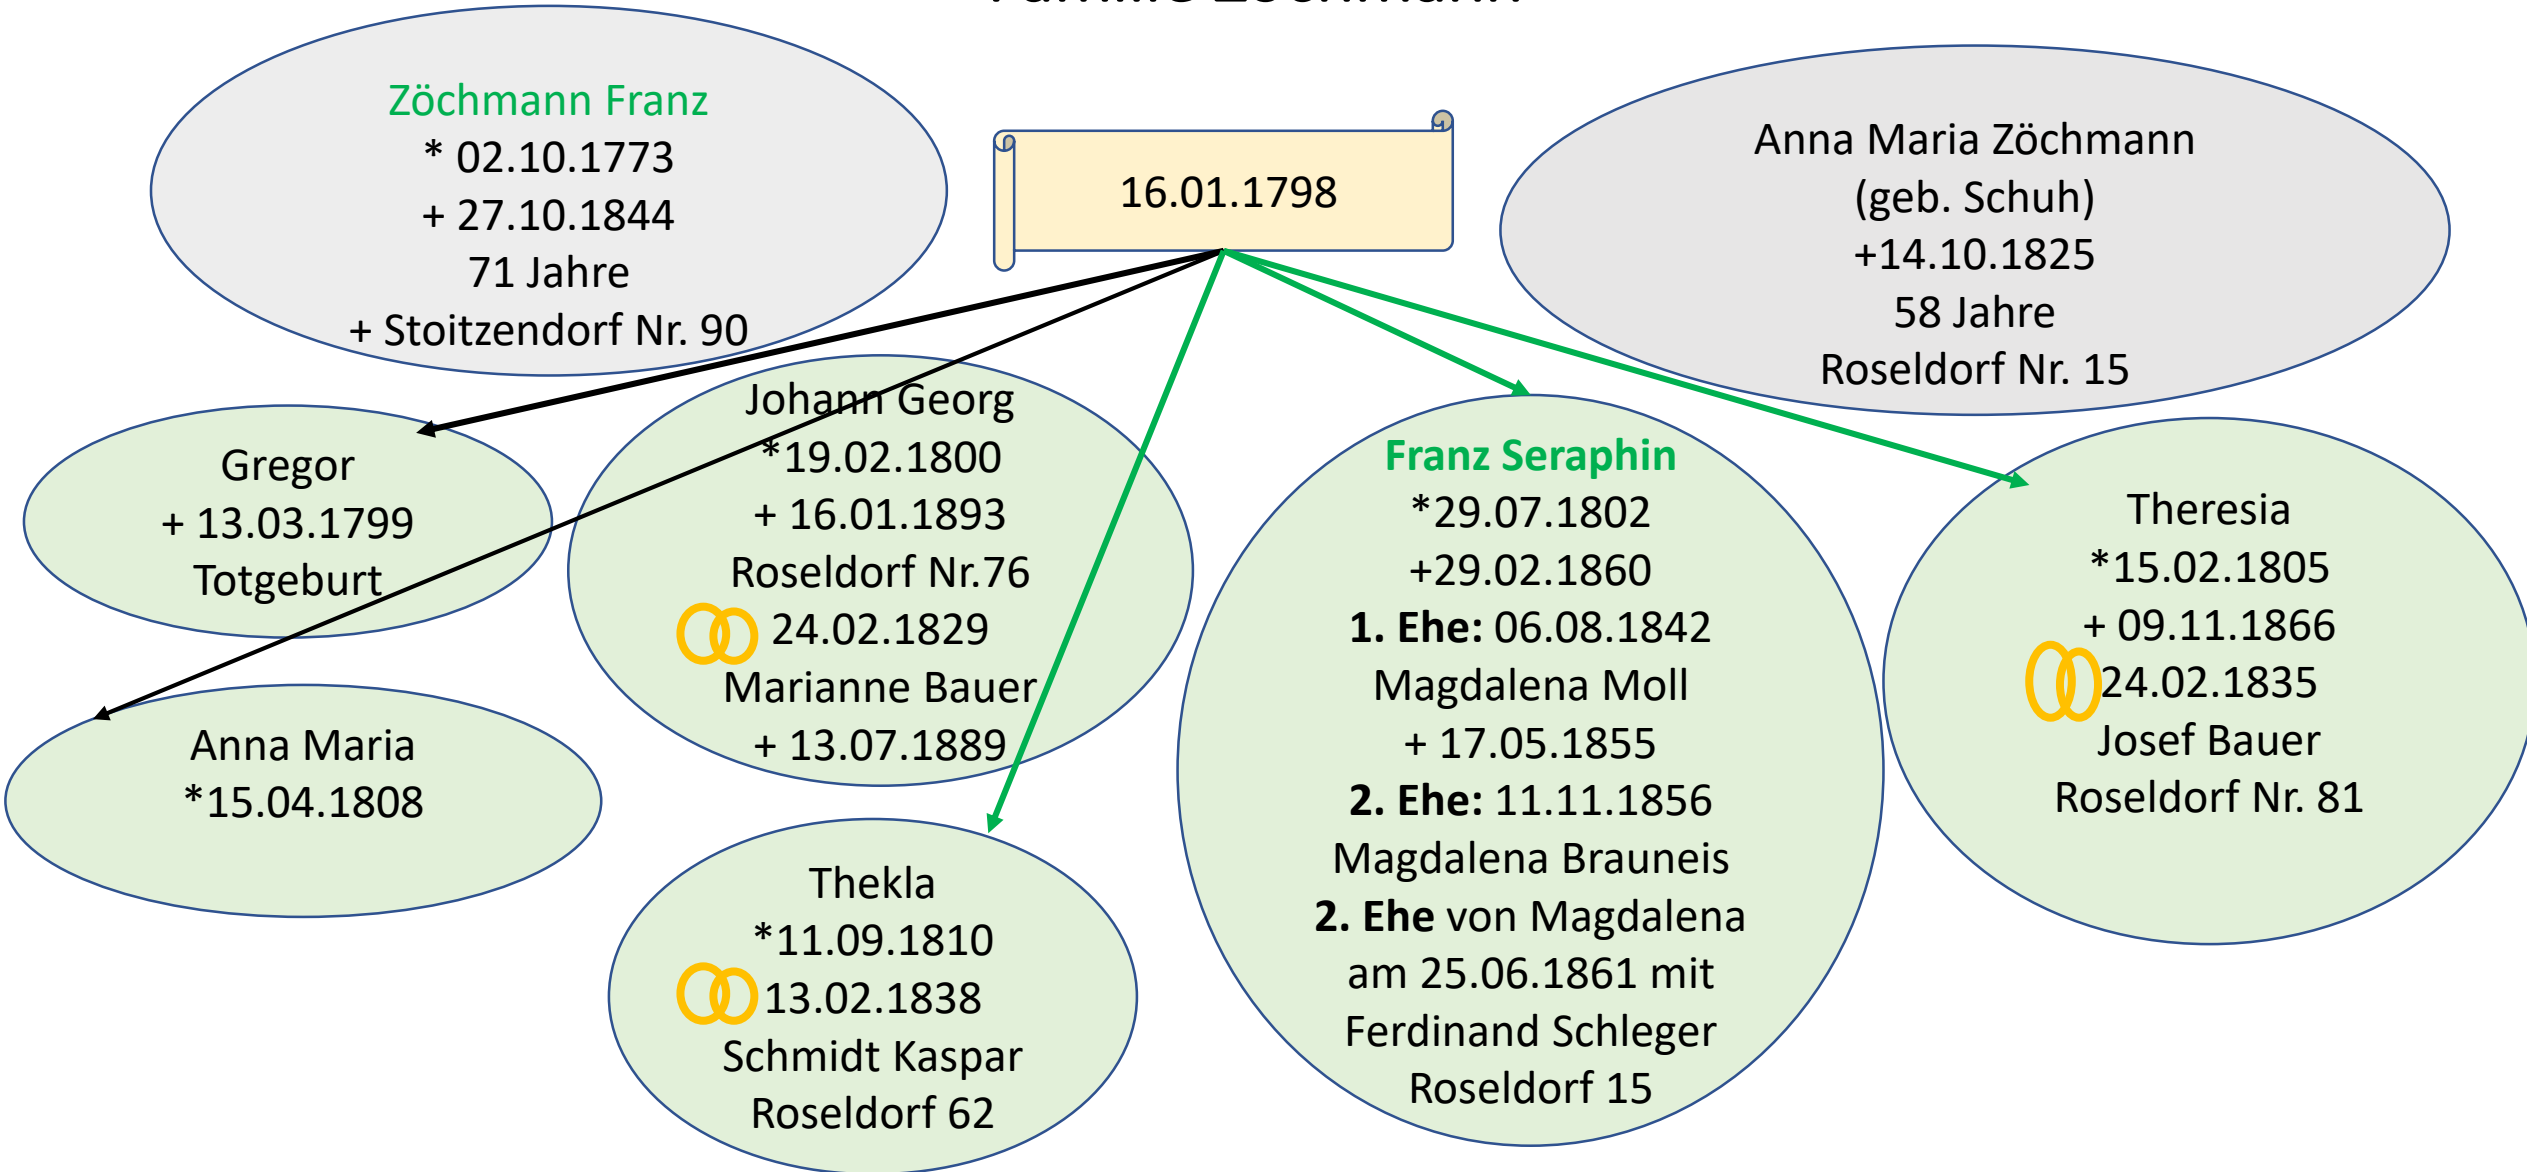 Familie Zöchmann
Zöchmann Franz
* 02.10.1773
+ 27.10.1844
71 Jahre
+ Stoitzendorf Nr. 90
16.01.1798
Anna Maria Zöchmann
(geb. Schuh)
+14.10.1825
58 Jahre
Roseldorf Nr. 15
Gregor
+ 13.03.1799
Totgeburt
Johann Georg
*19.02.1800
+ 16.01.1893
Roseldorf Nr.76
24.02.1829
Marianne Bauer
+ 13.07.1889
Franz Seraphin
*29.07.1802
+29.02.1860
1. Ehe: 06.08.1842
Magdalena Moll
+ 17.05.1855
2. Ehe: 11.11.1856
Magdalena Brauneis
2. Ehe von Magdalena
am 25.06.1861 mit
Ferdinand Schleger
Roseldorf 15
Theresia
*15.02.1805
+ 09.11.1866
24.02.1835
Josef Bauer
Roseldorf Nr. 81
Anna Maria
*15.04.1808
Thekla
*11.09.1810
13.02.1838
Schmidt Kaspar
Roseldorf 62